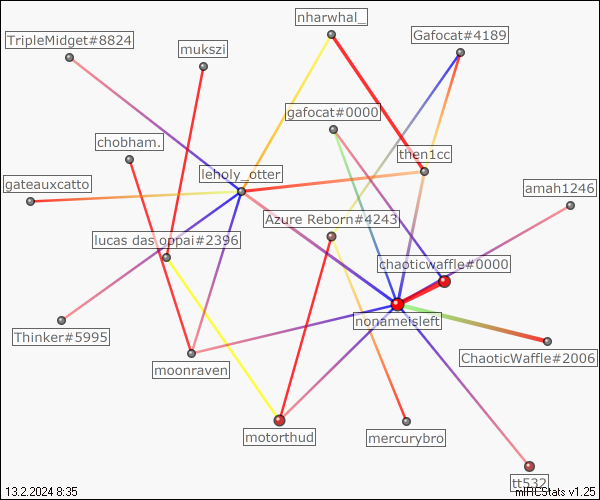 nharwhal_
Gafocat#4189
TripleMidget#8824
mukszi
gafocat#0000
chobham.
then1cc
leholy_otter
gateauxcatto
amah1246
Azure Reborn#4243
lucas das oppai#2396
chaoticwaffle#0000
nonameisleft
Thinker#5995
ChaoticWaffle#2006
moonraven
motorthud
mercurybro
tt532
13.2.2024 8:35
mIRCStats v1.25